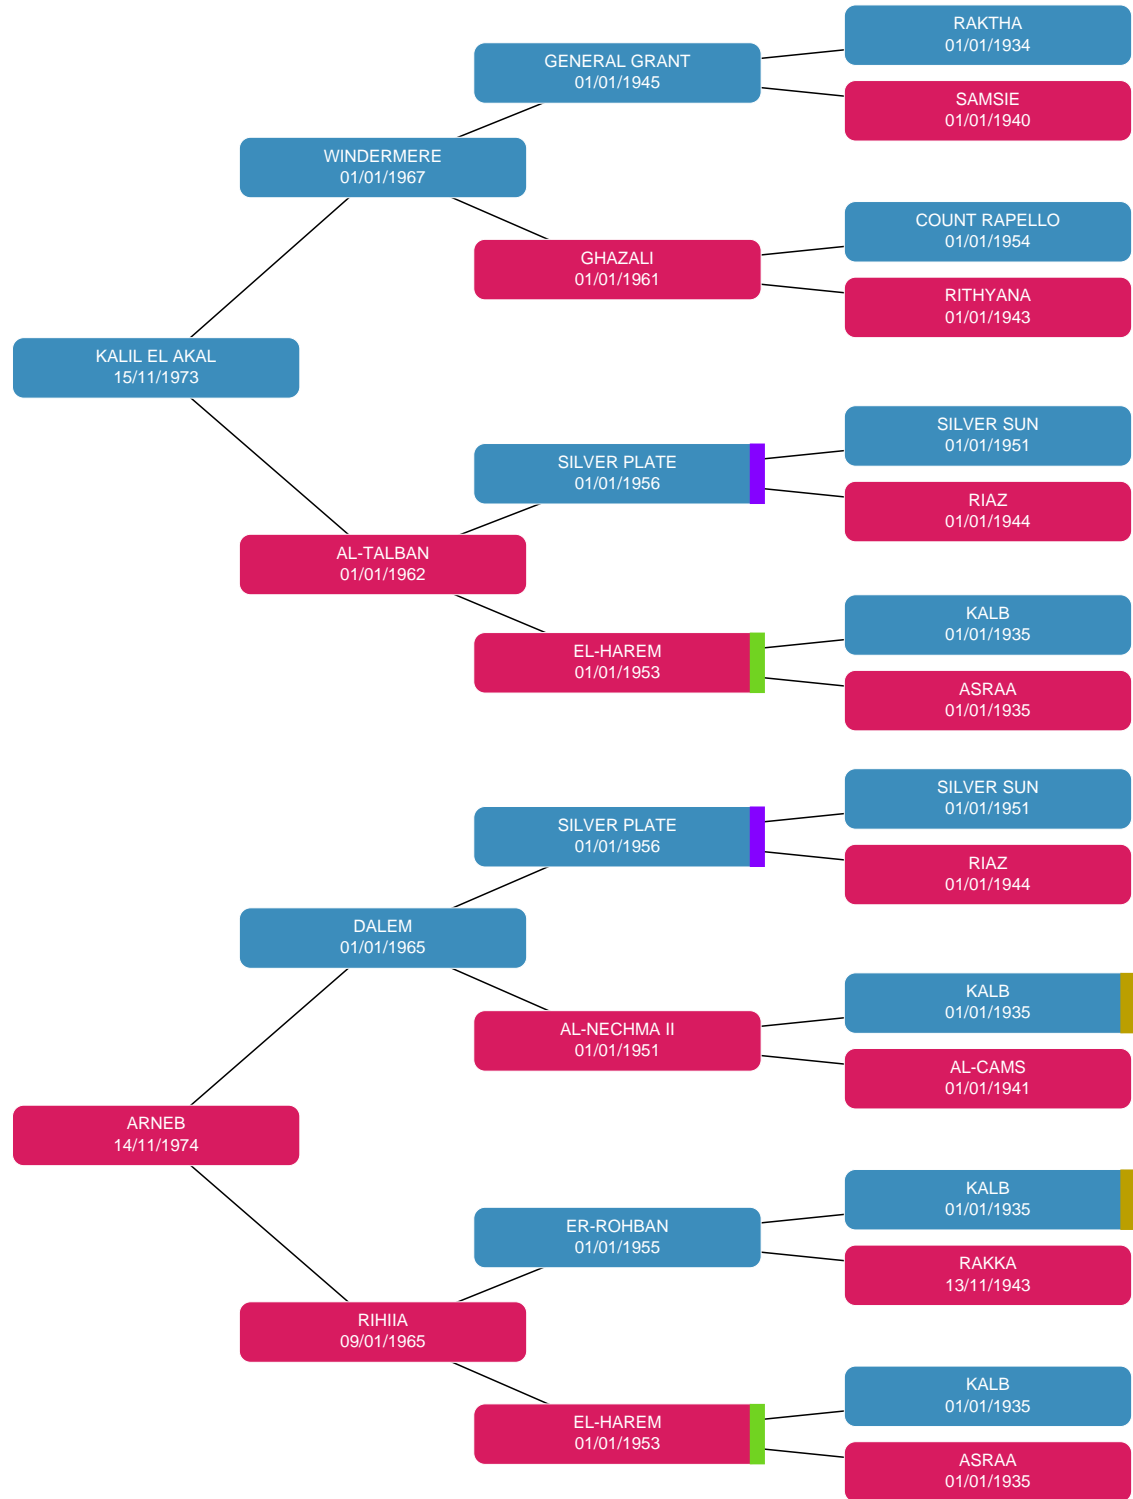 RAKTHA
01/01/1934
GENERAL GRANT
01/01/1945
SAMSIE
01/01/1940
WINDERMERE
01/01/1967
COUNT RAPELLO
01/01/1954
GHAZALI
01/01/1961
RITHYANA
01/01/1943
KALIL EL AKAL
15/11/1973
SILVER SUN
01/01/1951
SILVER PLATE
01/01/1956
RIAZ
01/01/1944
AL-TALBAN
01/01/1962
KALB
01/01/1935
EL-HAREM
01/01/1953
ASRAA
01/01/1935
SILVER SUN
01/01/1951
SILVER PLATE
01/01/1956
RIAZ
01/01/1944
DALEM
01/01/1965
KALB
01/01/1935
AL-NECHMA II
01/01/1951
AL-CAMS
01/01/1941
ARNEB
14/11/1974
KALB
01/01/1935
ER-ROHBAN
01/01/1955
RAKKA
13/11/1943
RIHIIA
09/01/1965
KALB
01/01/1935
EL-HAREM
01/01/1953
ASRAA
01/01/1935